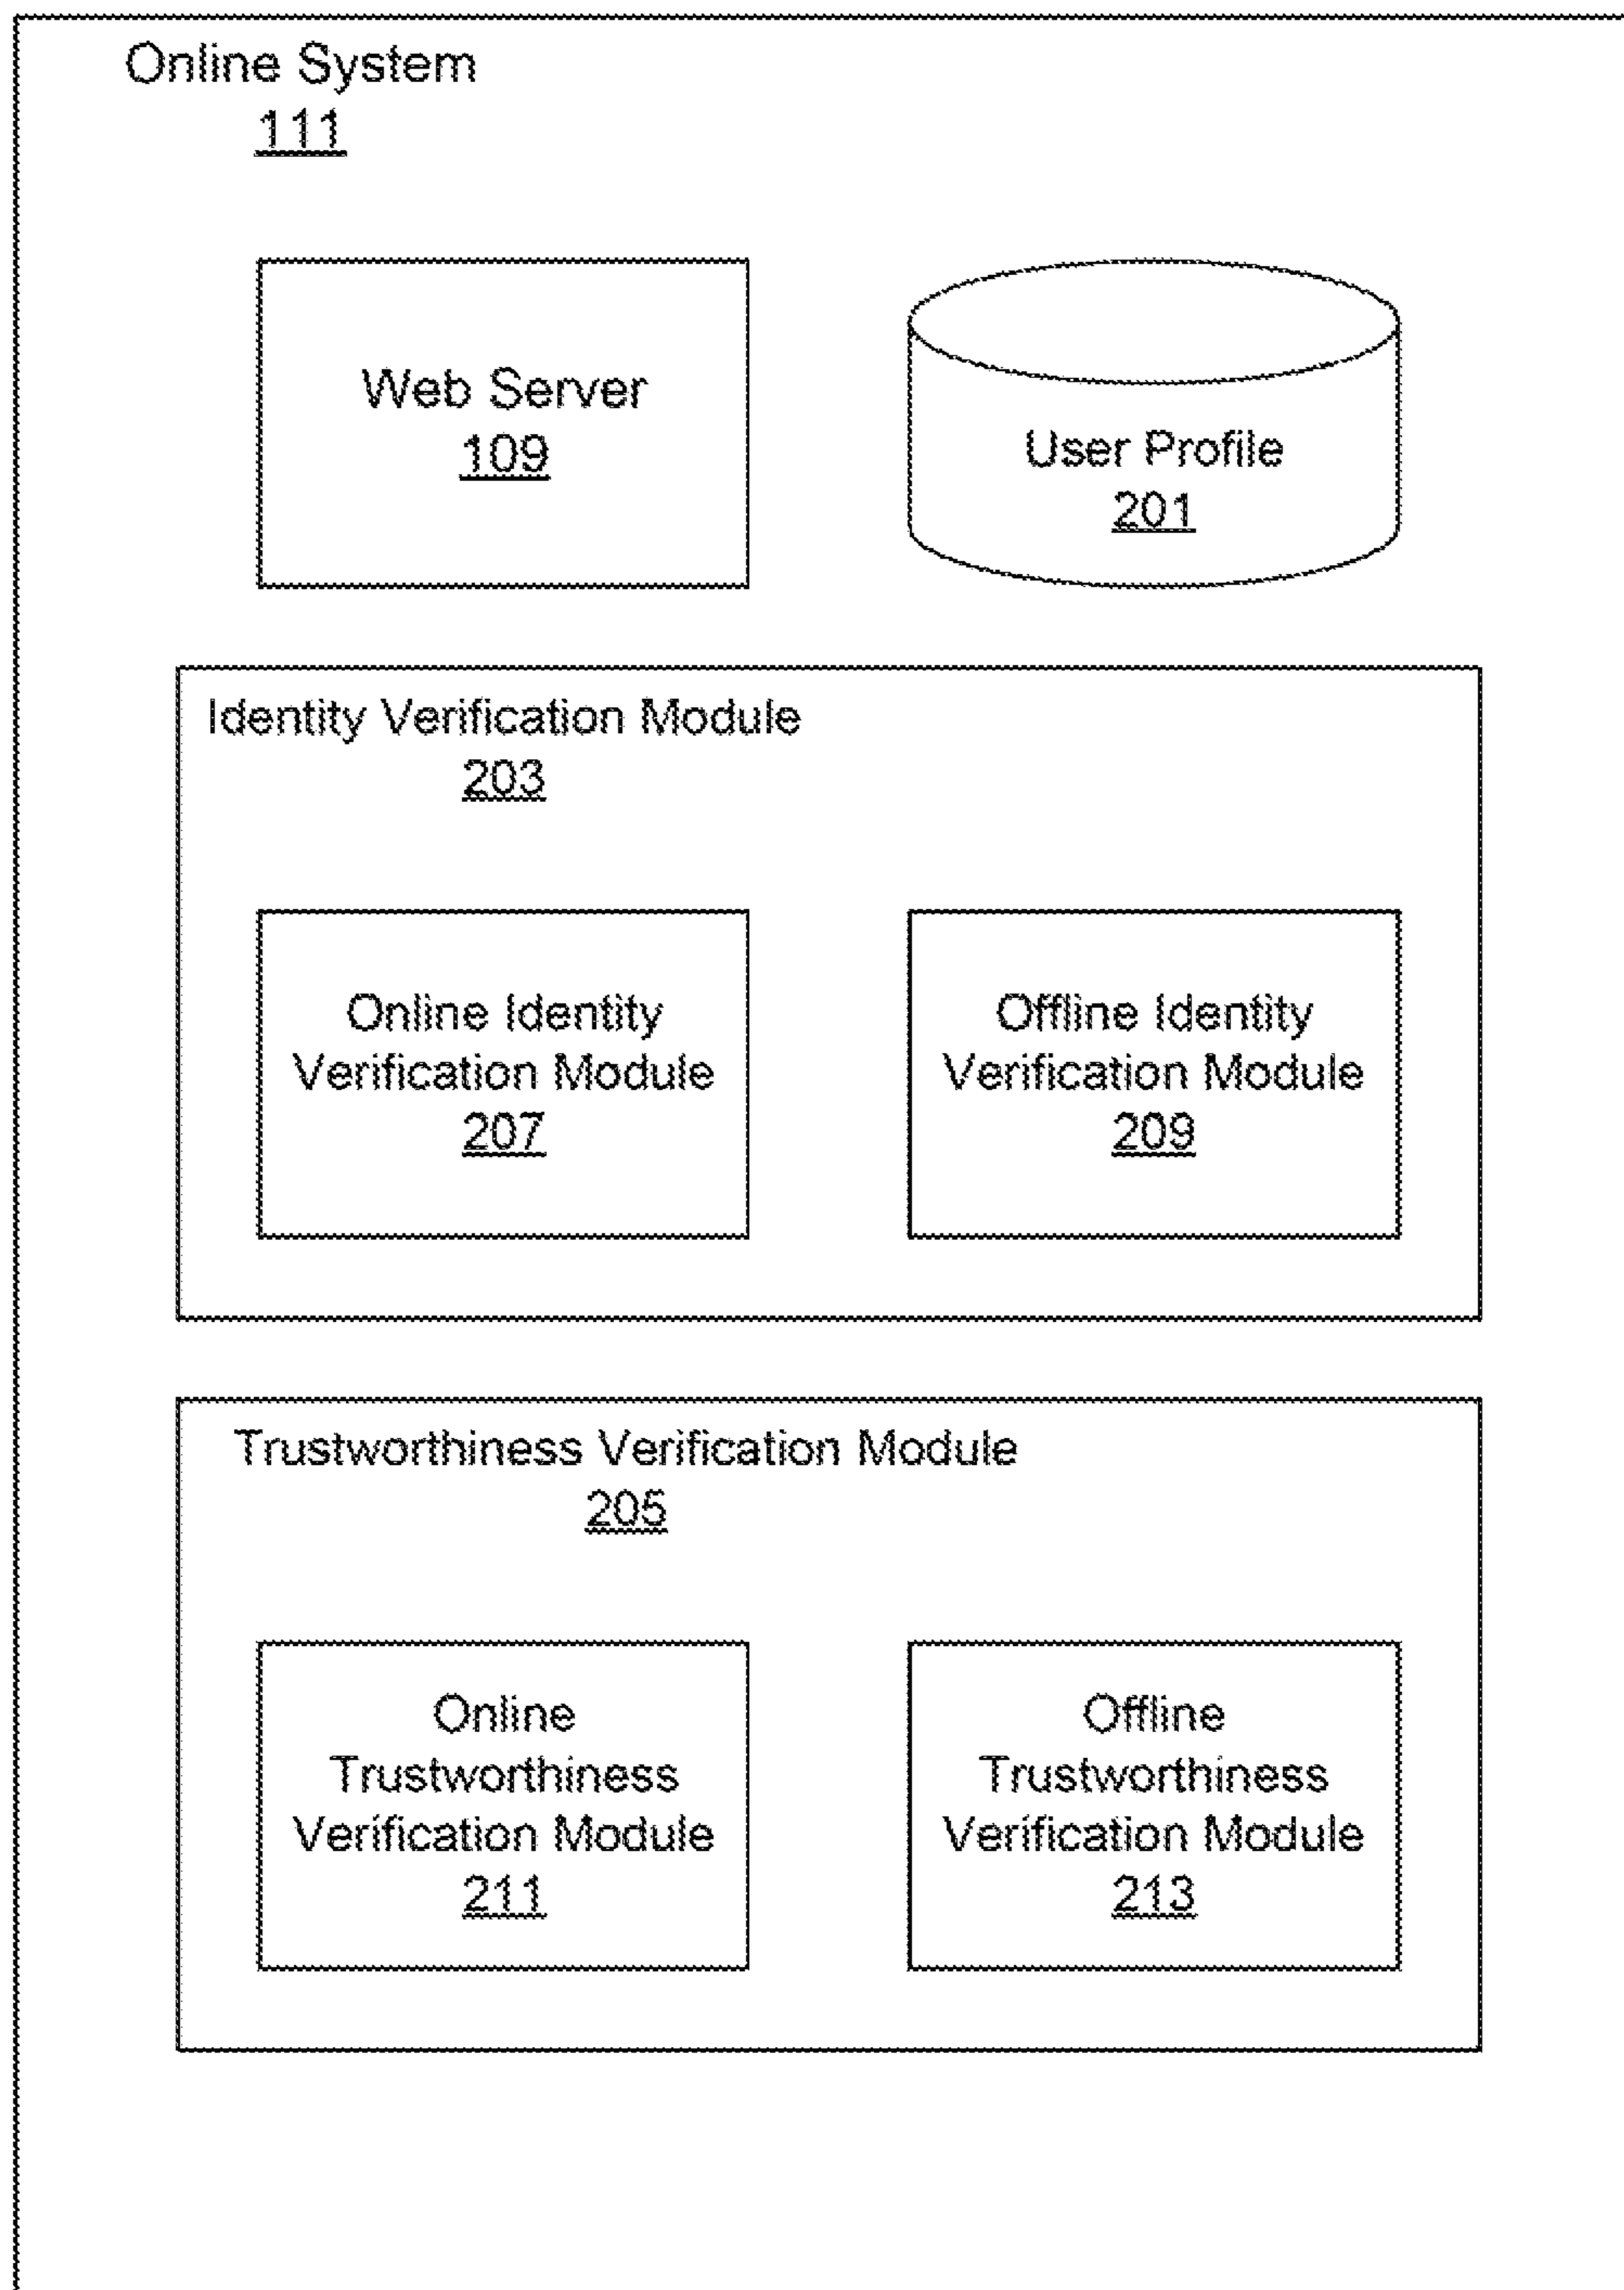 Online System
111
Web Server
109
User Profile
201
Identity Verification Module
203
Online Identity
Verification Module
207
Offline Identity
Verification Module
209
Trustworthiness Verification Module
205
Online
Trustworthiness
Verification Module
211
Offline
Trustworthiness
Verification Module
213